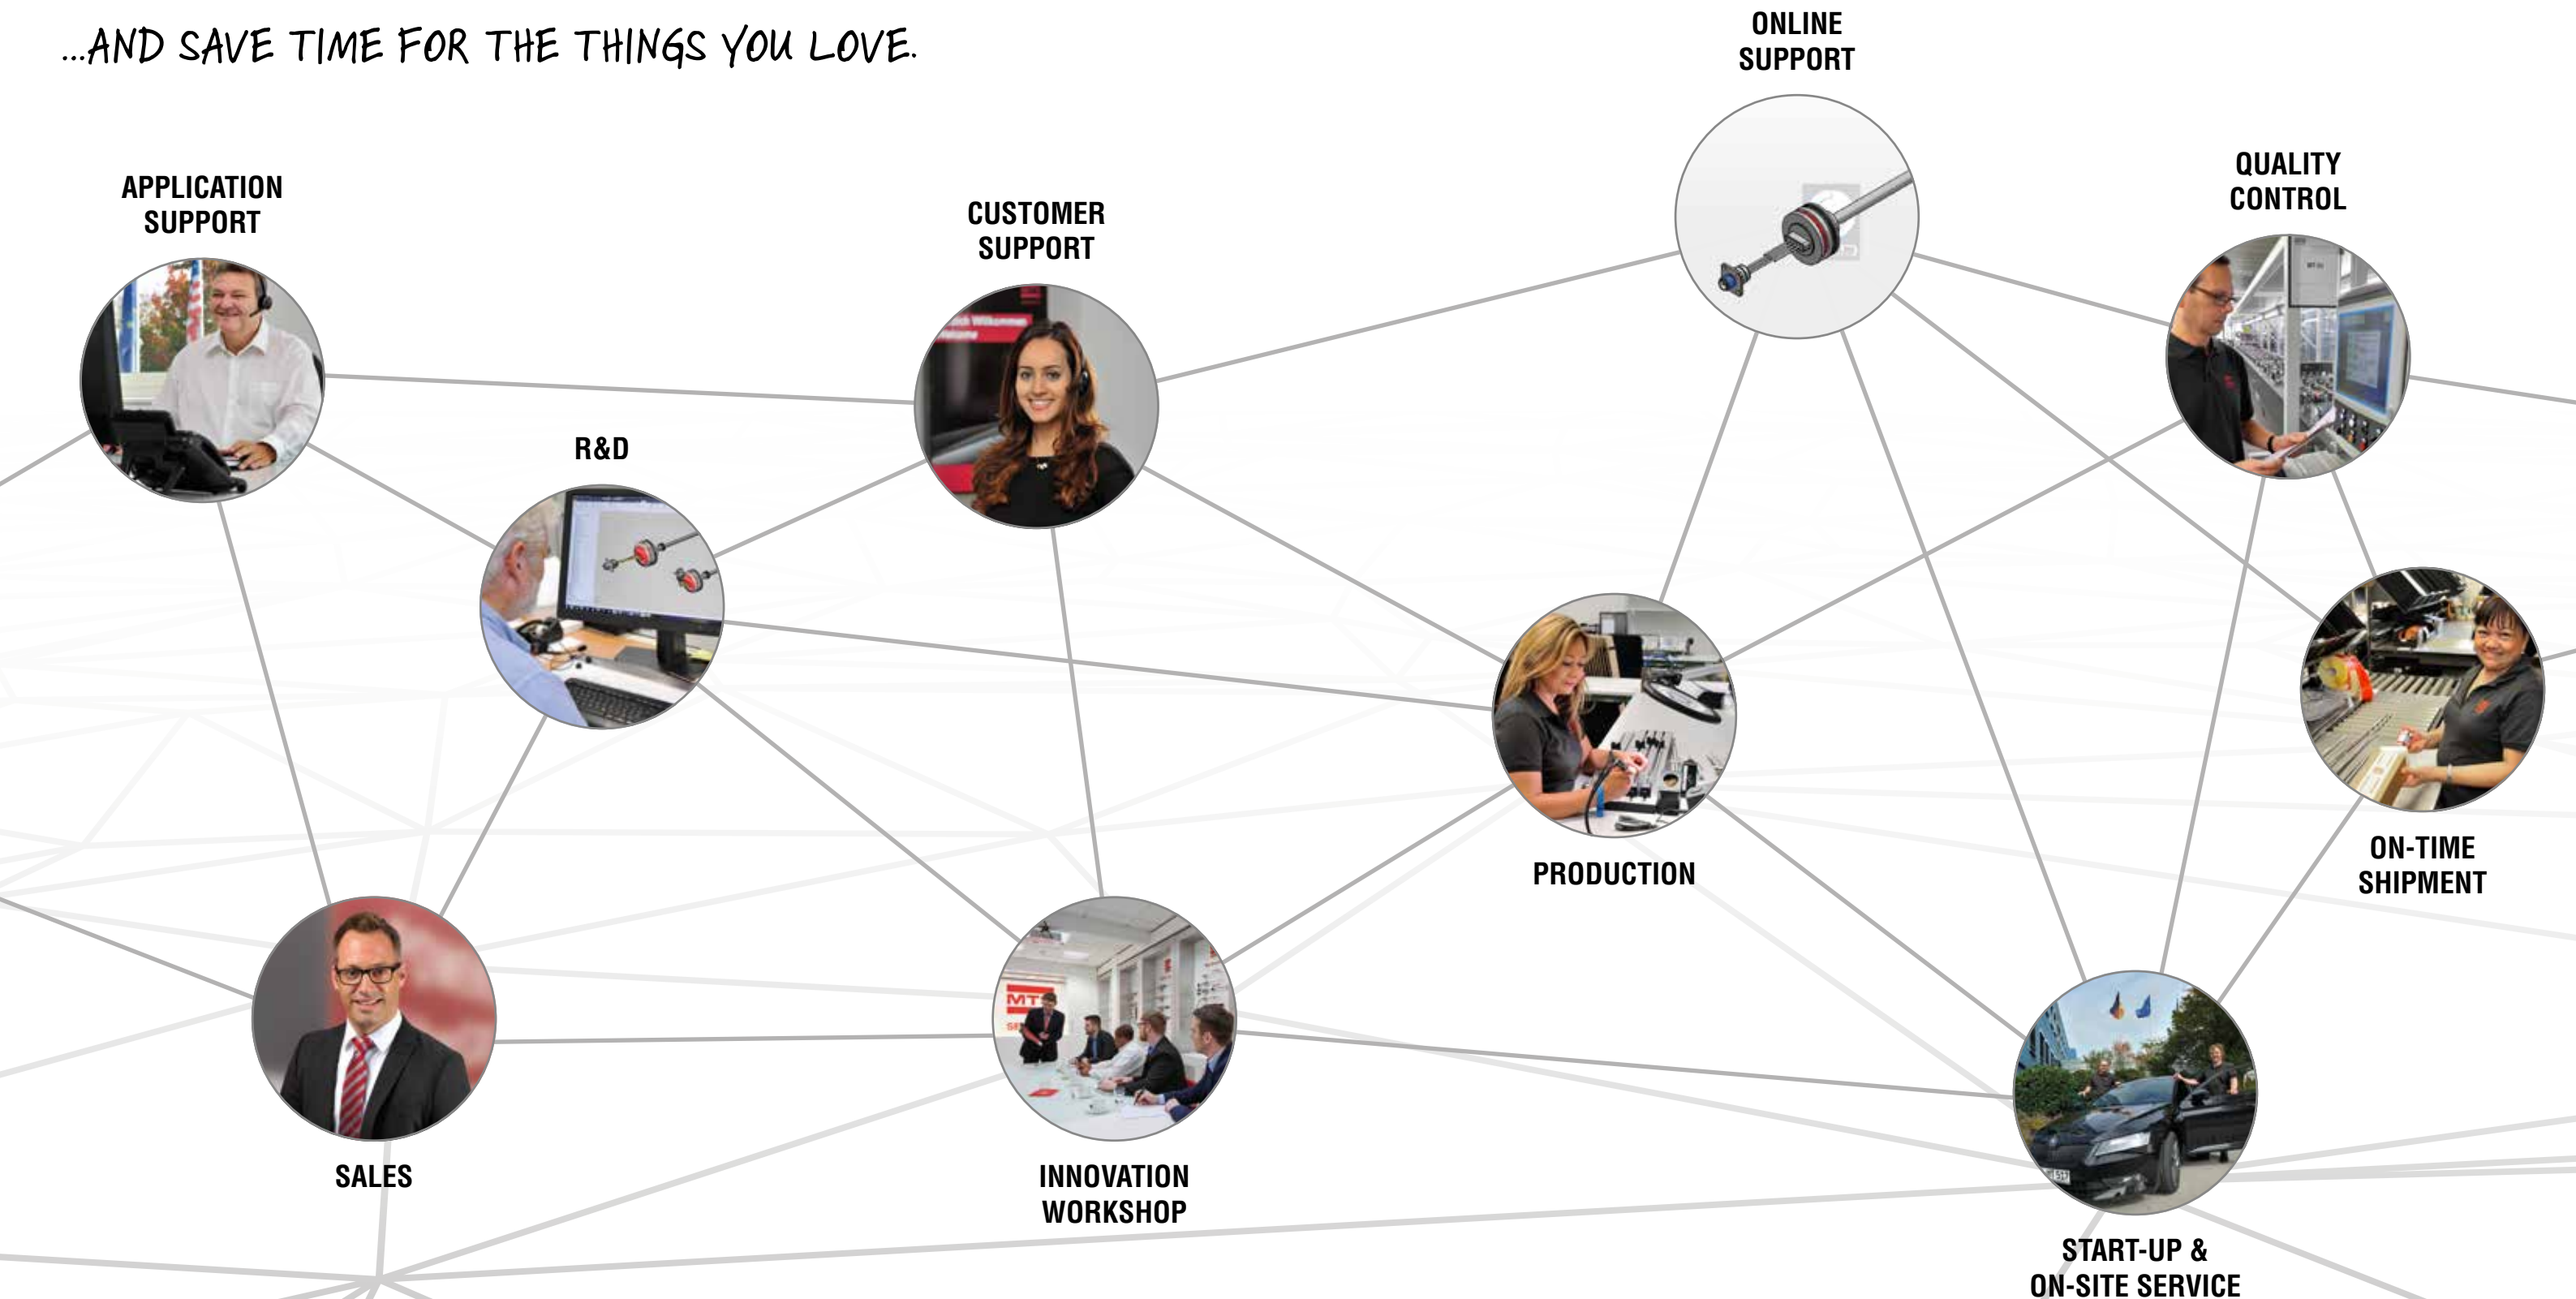 ...AND SAVE TIME FOR THE THINGS YOU LOVE.
ONLINE
SUPPORT
QUALITY
CONTROL
APPLICATION
SUPPORT
CUSTOMER
SUPPORT
R&D
PRODUCTION
ON-TIME
SHIPMENT
MTS
SALES
INNOVATION
WORKSHOP
START-UP &
ON-SITE SERVICE